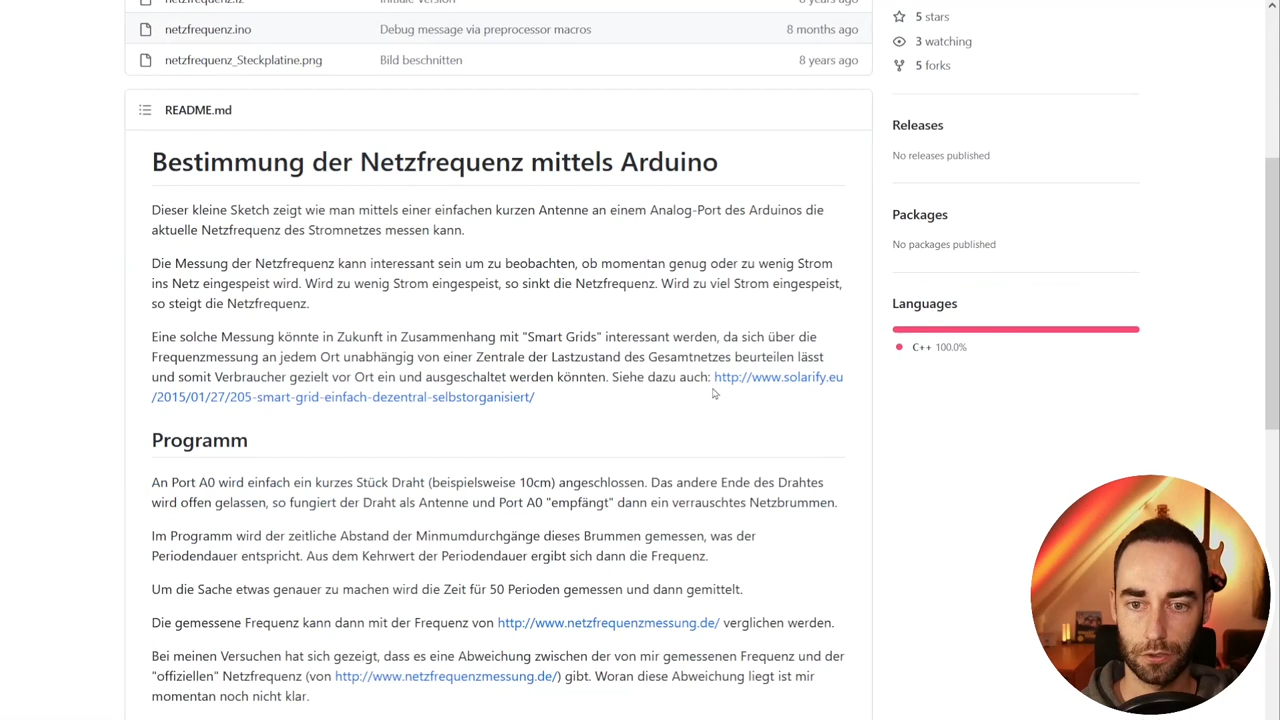 netzfrequenz.fz Initiale Version 8 years ago
netzfrequenz.ino Debug message via preprocessor macros 8 months ago
netzfrequenz_Steckplatine.png Bild beschnitten 8 years ago
README.md
Bestimmung der Netzfrequenz mittels Arduino
Dieser kleine Sketch zeigt wie man mittels einer einfachen kurzen Antenne an einem Analog-Port des Arduinos die
aktuelle Netzfrequenz des Stromnetzes messen kann.
Die Messung der Netzfrequenz kann interessant sein um zu beobachten, ob momentan genug oder zu wenig Strom
ins Netz eingespeist wird. Wird zu wenig Strom eingespeist, so sinkt die Netzfrequenz. Wird zu viel Strom eingespeist,
so steigt die Netzfrequenz.
Eine solche Messung könnte in Zukunft in Zusammenhang mit "Smart Grids" interessant werden, da sich über die
Frequenzmessung an jedem Ort unabhängig von einer Zentrale der Lastzustand des Gesamtnetzes beurteilen lässt
und somit Verbraucher gezielt vor Ort ein und ausgeschaltet werden könnten. Siehe dazu auch: http://www.solarify.eu
/2015/01/27/205-smart-grid-einfach-dezentral-selbstorganisiert/
Programm
An Port A0 wird einfach ein kurzes Stück Draht (beispielsweise 10cm) angeschlossen. Das andere Ende des Drahtes
wird offen gelassen, so fungiert der Draht als Antenne und Port A0 "empfängt" dann ein verrauschtes Netzbrummen.
Im Programm wird der zeitliche Abstand der Minmumdurchgänge dieses Brummen gemessen, was der
Periodendauer entspricht. Aus dem Kehrwert der Periodendauer ergibt sich dann die Frequenz.
Um die Sache etwas genauer zu machen wird die Zeit für 50 Perioden gemessen und dann gemittelt.
Die gemessene Frequenz kann dann mit der Frequenz von http://www.netzfrequenzmessung.de/ verglichen werden.
Bei meinen Versuchen hat sich gezeigt, dass es eine Abweichung zwischen der von mir gemessenen Frequenz und der
"offiziellen" Netzfrequenz (von http://www.netzfrequenzmessung.de/) gibt. Woran diese Abweichung liegt ist mir
momentan noch nicht klar.
5 stars
3 watching
5 forks
Releases
No releases published
Packages
No packages published
Languages
C++ 100.0%